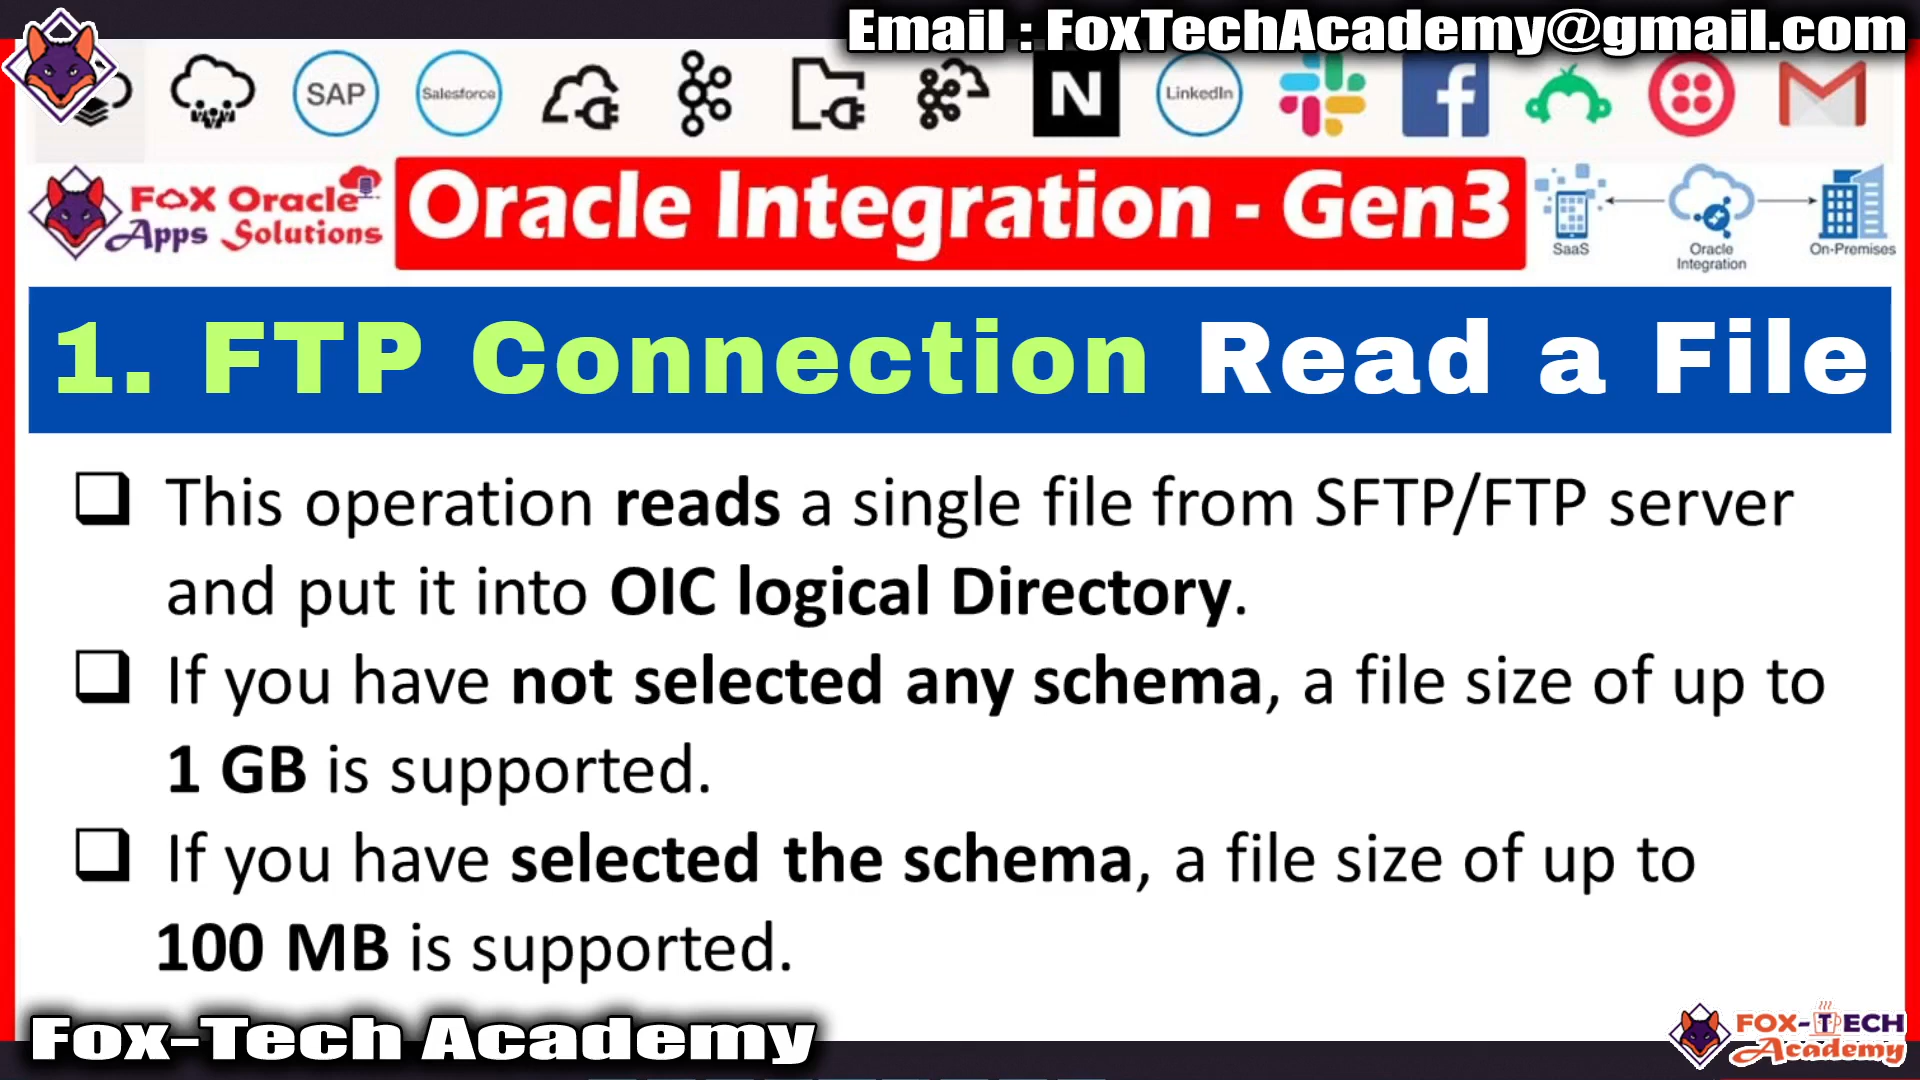 Email : FoxTechAcademy@gmail.com
SAP
Salesforce
N
LinkedIn
f
FOX Oracle
Apps Solutions
Oracle Integration - Gen3
SaaS
Oracle
Integration
On-Premises
1. FTP Connection Read a File
This operation reads a single file from SFTP/FTP server
and put it into OIC logical Directory.
If you have not selected any schema, a file size of up to
1 GB is supported.
If you have selected the schema, a file size of up to
100 MB is supported.
Fox-Tech Academy
FOX-TECH
Academy